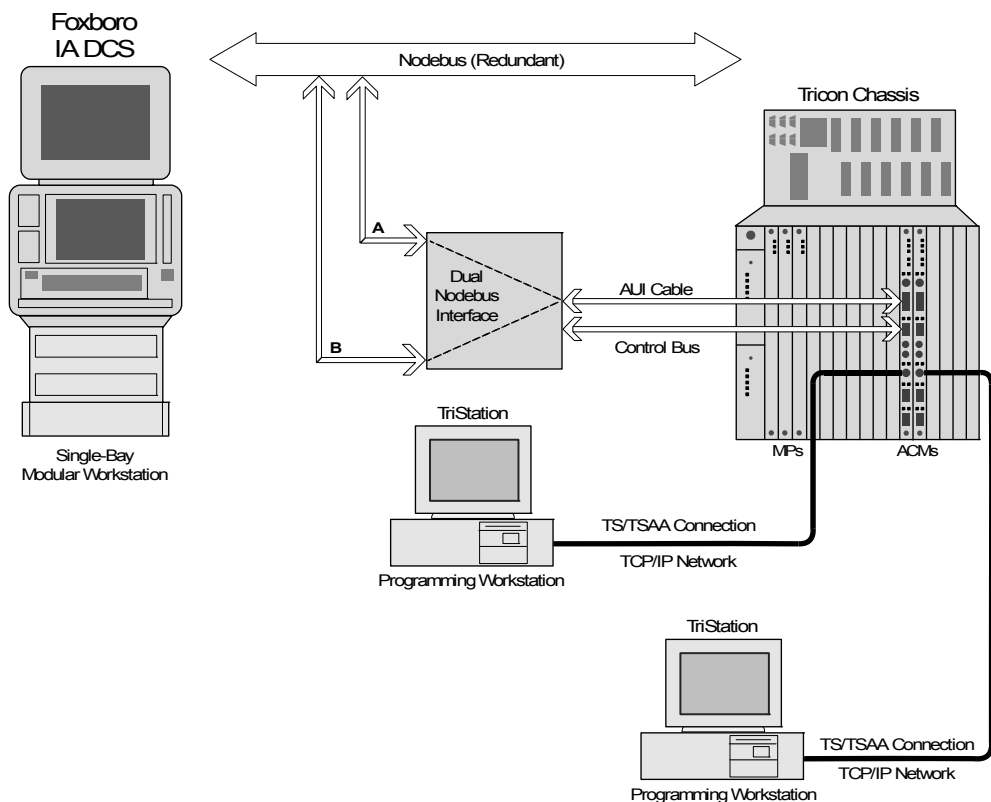 Foxboro
IA DCS
Nodebus (Redundant)
Tricon Chassis
A
Dual
Nodebus
Interface
AUI Cable
B
Control Bus
TriStation
Single-Bay
Modular Workstation
MPs
ACMs
TS/TSAA Connection
TCP/IP Network
Programming Workstation
TriStation
TS/TSAA Connection
TCP/IP Network
Programming Workstation